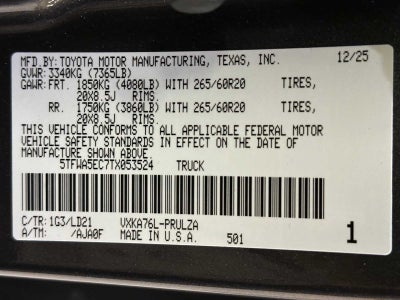 MFD.BY: TOYOTA MOTOR MANUFACTURING, TEXAS, INC. 12/25
GVWR: 3340KG (7365LB)
GAWR: FRT. 1850KG (4080LB) WITH 265/60R20 TIRES,
20X8.5J RIMS.
RR. 1750KG (3860LB) WITH 265/60R20 TIRES,
20X8.5J RIMS.
THIS VEHICLE CONFORMS TO ALL APPLICABLE FEDERAL MOTOR
VEHICLE SAFETY STANDARDS IN EFFECT ON THE DATE OF
MANUFACTURE SHOWN ABOVE.
5TFWA5EC7TX053524 TRUCK
C/TR: 1G3/LD21 VXKA76L-PRULZA
A/TM: /AJA0F MADE IN U.S.A. 501 1